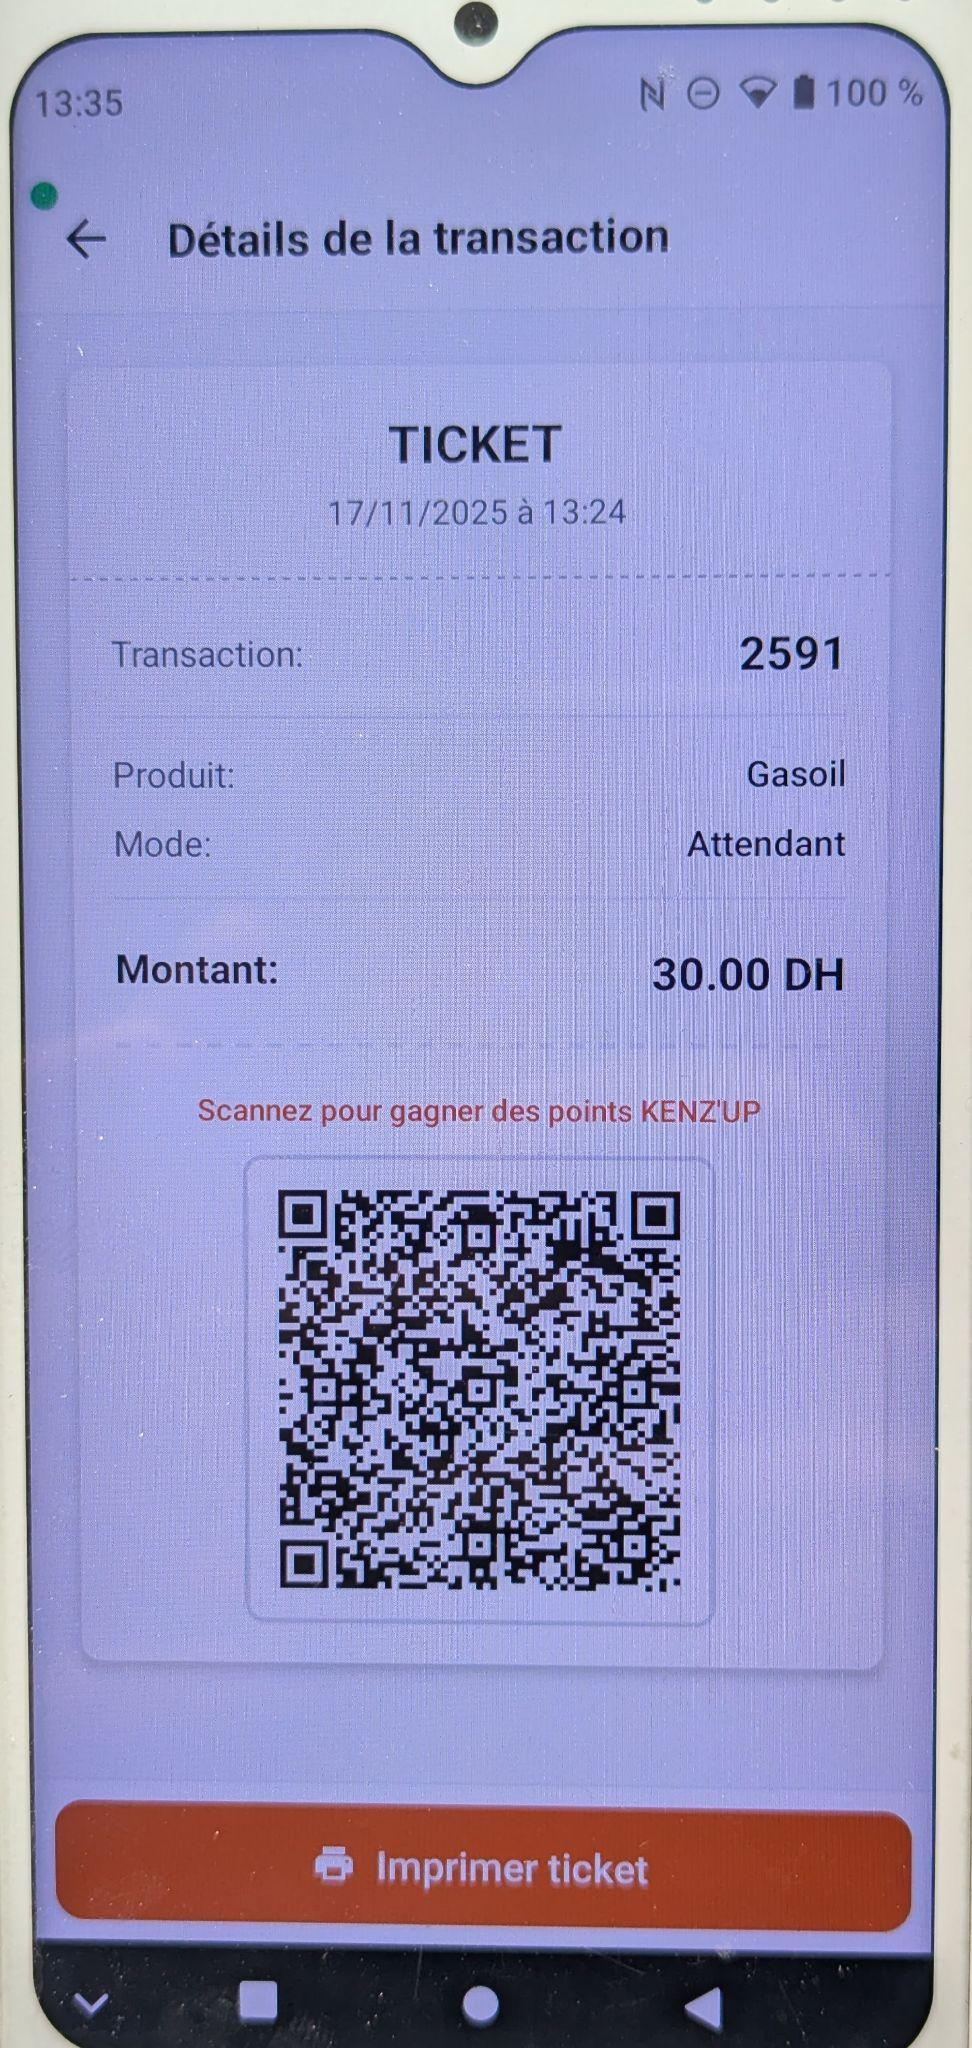 13:35
100 %
Détails de la transaction
TICKET
17/11/2025 à 13:24
Transaction: 2591
Produit: Gasoil
Mode: Attendant
Montant: 30.00 DH
Scannez pour gagner des points KENZ'UP
Imprimer ticket